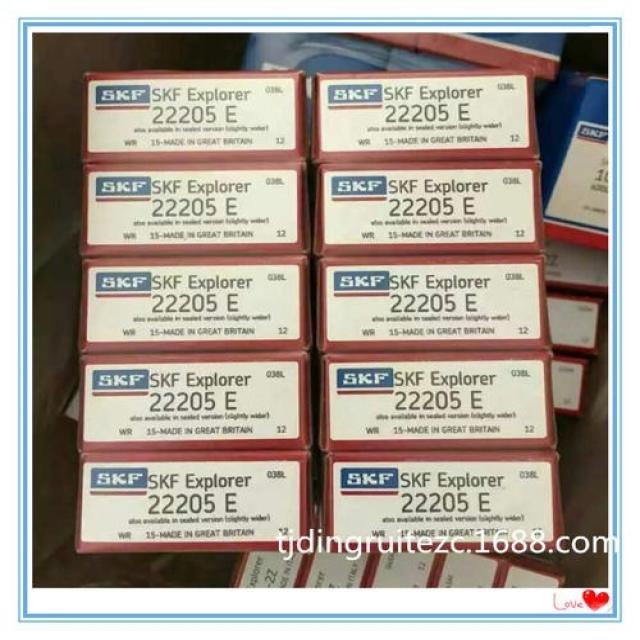 SKF SKF Explorer 038L
22205 E
also available in sealed version (slightly wider)
WR 15-MADE IN GREAT BRITAIN 12
SKF SKF Explorer 038L
22205 E
also available in sealed version (slightly wider)
WR 15-MADE IN GREAT BRITAIN 12
SKF SKF Explorer 038L
22205 E
also available in sealed version (slightly wider)
WR 15-MADE IN GREAT BRITAIN 12
SKF SKF Explorer 038L
22205 E
also available in sealed version (slightly wider)
WR 15-MADE IN GREAT BRITAIN 12
SKF SKF Explorer 038L
22205 E
also available in sealed version (slightly wider)
WR 15-MADE IN GREAT BRITAIN 12
SKF SKF Explorer 038L
22205 E
also available in sealed version (slightly wider)
WR 15-MADE IN GREAT BRITAIN 12
SKF SKF Explorer 038L
22205 E
also available in sealed version (slightly wider)
WR 15-MADE IN GREAT BRITAIN 12
SKF SKF Explorer 038L
22205 E
also available in sealed version (slightly wider)
WR 15-MADE IN GREAT BRITAIN 12
SKF SKF Explorer 038L
22205 E
also available in sealed version (slightly wider)
WR 15-MADE IN GREAT BRITAIN 12
SKF SKF Explorer 038L
22205 E
also available in sealed version (slightly wider)
WR 15-MADE IN GREAT BRITAIN 12
SKF
10
tjdingruitezc.1688.com
Explorer
-2Z
Love